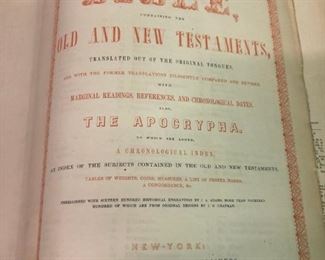 BIBLE,
CONTAINING THE
OLD AND NEW TESTAMENTS,
TRANSLATED OUT OF THE ORIGINAL TONGUES,
AND WITH THE FORMER TRANSLATIONS DILIGENTLY COMPARED AND REVISED.
WITH
MARGINAL READINGS, REFERENCES, AND CHRONOLOGICAL DATES.
ALSO,
THE APOCRYPHA.
TO WHICH ARE ADDED,
A CHRONOLOGICAL INDEX,
AN INDEX OF THE SUBJECTS CONTAINED IN THE OLD AND NEW TESTAMENTS,
TABLES OF WEIGHTS, COINS, MEASURES, A LIST OF PROPER NAMES,
A CONCORDANCE, &c.
EMBELLISHED WITH SIXTEEN HUNDRED HISTORICAL ENGRAVINGS BY J. A. ADAMS, MORE THAN FOURTEEN
HUNDRED OF WHICH ARE FROM ORIGINAL DESIGNS BY J. G. CHAPMAN.
NEW-YORK: